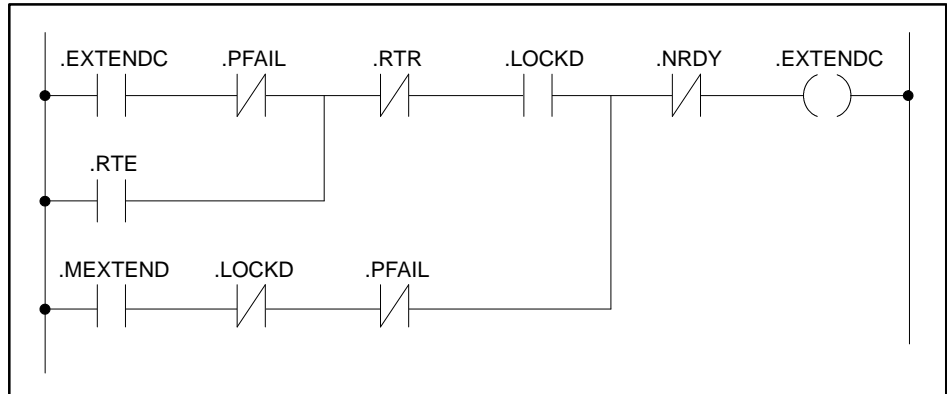 .EXTENDC .PFAIL .RTR .LOCKD .NRDY .EXTENDC
.RTE
.MEXTEND .LOCKD .PFAIL